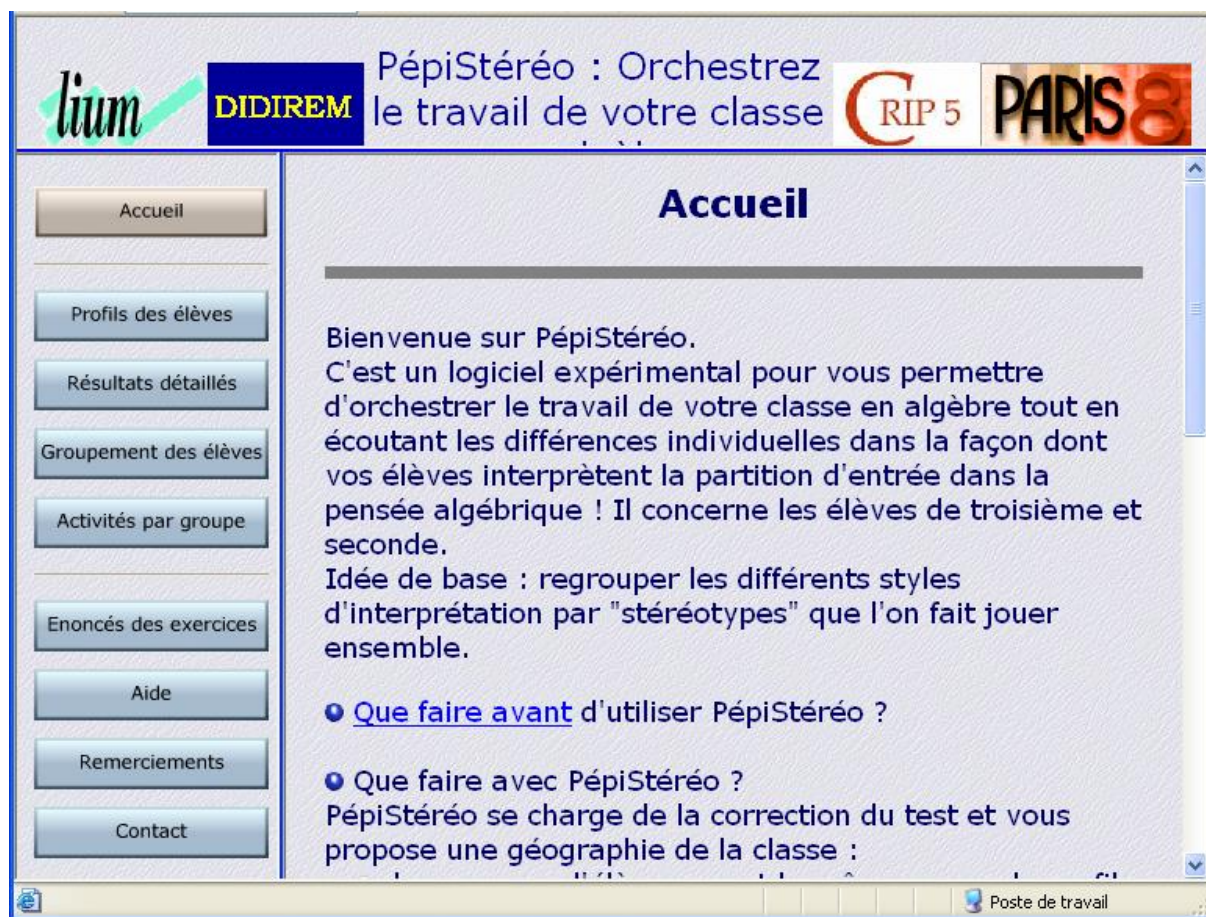 lium
DIDIREM
PépiStéréo : Orchestrez
le travail de votre classe
CRIP 5
PARIS 8
Accueil
Profils des élèves
Résultats détaillés
Groupement des élèves
Activités par groupe
Enoncés des exercices
Aide
Remerciements
Contact
Accueil
Bienvenue sur PépiStéréo.
C'est un logiciel expérimental pour vous permettre
d'orchestrer le travail de votre classe en algèbre tout en
écoutant les différences individuelles dans la façon dont
vos élèves interprètent la partition d'entrée dans la
pensée algébrique ! Il concerne les élèves de troisième et
seconde.
Idée de base : regrouper les différents styles
d'interprétation par "stéréotypes" que l'on fait jouer
ensemble.
Que faire avant d'utiliser PépiStéréo ?
Que faire avec PépiStéréo ?
PépiStéréo se charge de la correction du test et vous
propose une géographie de la classe :
Poste de travail